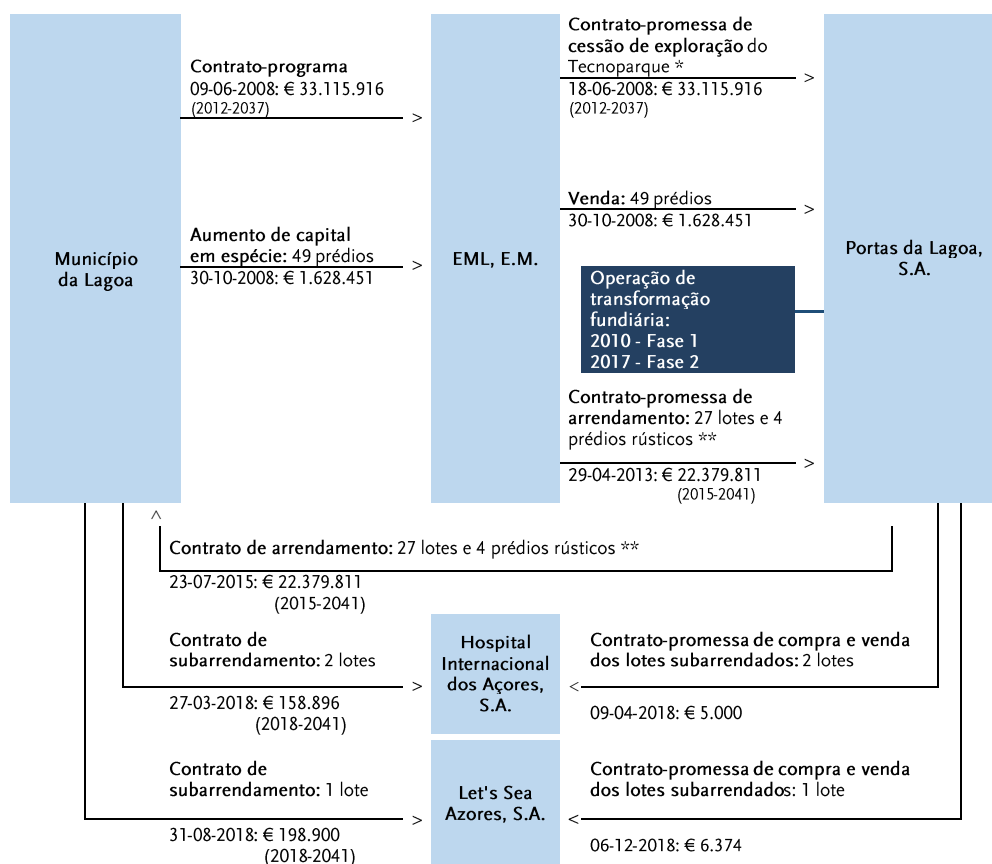 Município
da Lagoa
Contrato-programa
09-06-2008: € 33.115.916
(2012-2037)
>
Aumento de capital
em espécie: 49 prédios
30-10-2008: € 1.628.451
>
EML, E.M.
Contrato-promessa de
cessão de exploração do
Tecnoparque *
18-06-2008: € 33.115.916
(2012-2037)
>
Venda: 49 prédios
30-10-2008: € 1.628.451
>
Operação de
transformação
fundiária:
2010 - Fase 1
2017 - Fase 2
Contrato-promessa de
arrendamento: 27 lotes e 4
prédios rústicos **
29-04-2013: € 22.379.811
(2015-2041)
>
Portas da Lagoa,
S.A.
>
Contrato de arrendamento: 27 lotes e 4 prédios rústicos **
23-07-2015: € 22.379.811
(2015-2041)
Contrato de
subarrendamento: 2 lotes
27-03-2018: € 158.896
(2018-2041)
>
Hospital
Internacional
dos Açores,
S.A.
Contrato-promessa de compra e venda
dos lotes subarrendados: 2 lotes
<
09-04-2018: € 5.000
Contrato de
subarrendamento: 1 lote
31-08-2018: € 198.900
(2018-2041)
>
Let's Sea
Azores, S.A.
Contrato-promessa de compra e venda
dos lotes subarrendados: 1 lote
<
06-12-2018: € 6.374